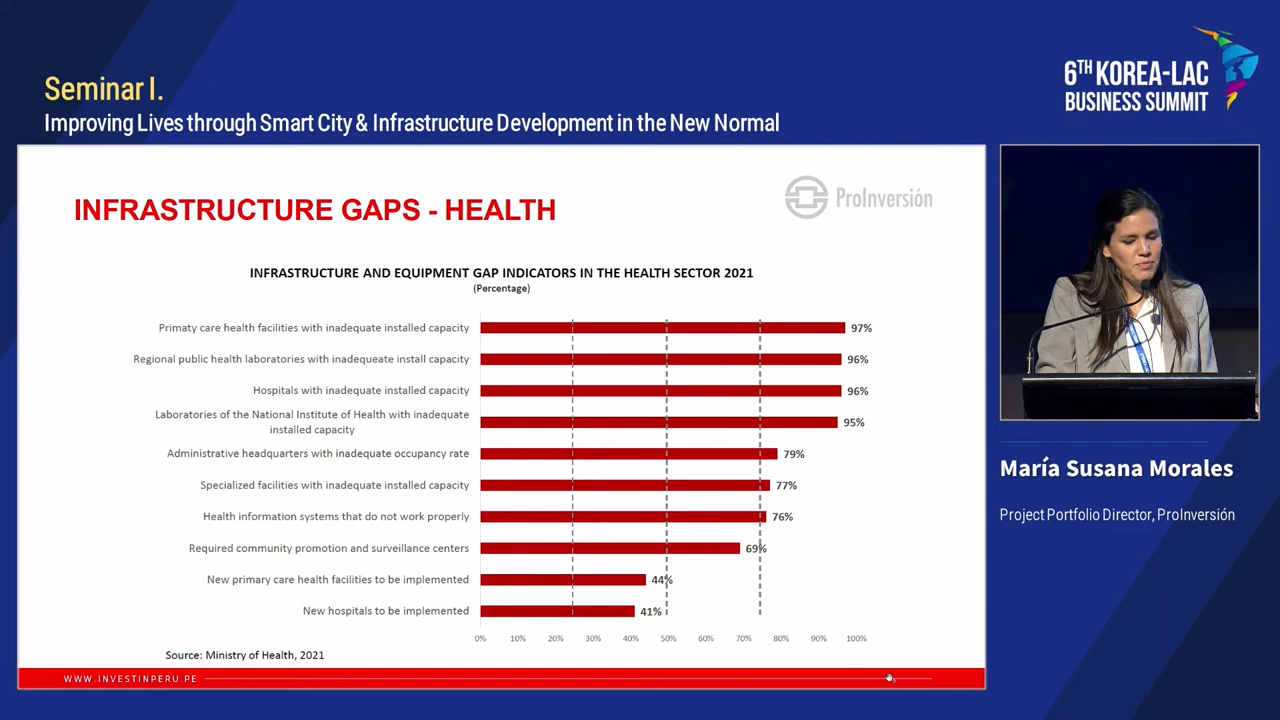 Seminar I.
Improving Lives through Smart City & Infrastructure Development in the New Normal
6TH KOREA-LAC
BUSINESS SUMMIT
INFRASTRUCTURE GAPS - HEALTH
ProInversión
INFRASTRUCTURE AND EQUIPMENT GAP INDICATORS IN THE HEALTH SECTOR 2021
(Percentage)
Primaty care health facilities with inadequate installed capacity 97%
Regional public health laboratories with inadequeate install capacity 96%
Hospitals with inadequate installed capacity 96%
Laboratories of the National Institute of Health with inadequate
installed capacity 95%
Administrative headquarters with inadequate occupancy rate 79%
Specialized facilities with inadequate installed capacity 77%
Health information systems that do not work properly 76%
Required community promotion and surveillance centers 69%
New primary care health facilities to be implemented 44%
New hospitals to be implemented 41%
0% 10% 20% 30% 40% 50% 60% 70% 80% 90% 100%
Source: Ministry of Health, 2021
WWW.INVESTINPERU.PE
María Susana Morales
Project Portfolio Director, ProInversión